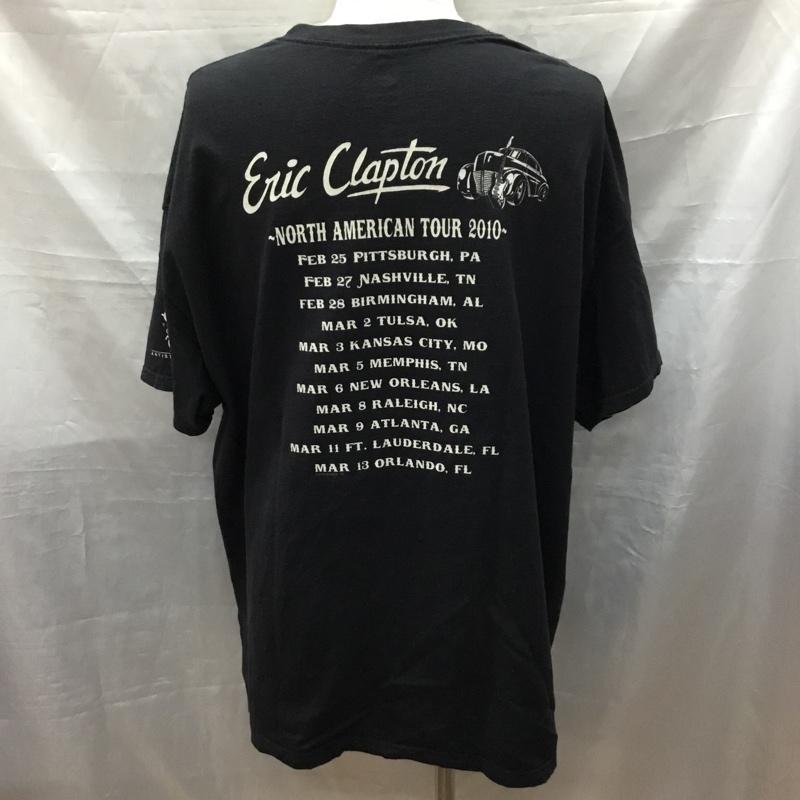 Eric Clapton
~NORTH AMERICAN TOUR 2010~
FEB 25 PITTSBURGH, PA
FEB 27 NASHVILLE, TN
FEB 28 BIRMINGHAM, AL
MAR 2 TULSA, OK
MAR 3 KANSAS CITY, MO
MAR 5 MEMPHIS, TN
MAR 6 NEW ORLEANS, LA
MAR 8 RALEIGH, NC
MAR 9 ATLANTA, GA
MAR 11 FT. LAUDERDALE, FL
MAR 13 ORLANDO, FL